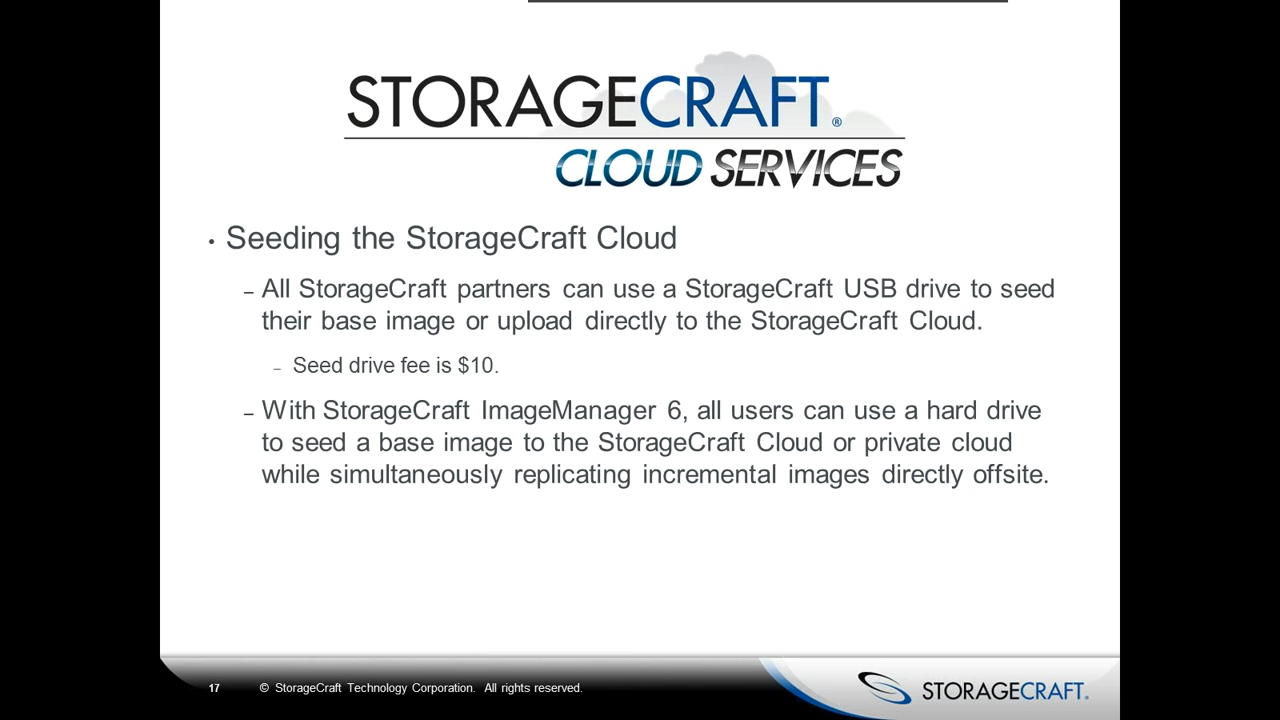 STORAGECRAFT®
CLOUD SERVICES
• Seeding the StorageCraft Cloud
– All StorageCraft partners can use a StorageCraft USB drive to seed
their base image or upload directly to the StorageCraft Cloud.
– Seed drive fee is $10.
– With StorageCraft ImageManager 6, all users can use a hard drive
to seed a base image to the StorageCraft Cloud or private cloud
while simultaneously replicating incremental images directly offsite.
17 © StorageCraft Technology Corporation. All rights reserved.
STORAGECRAFT®